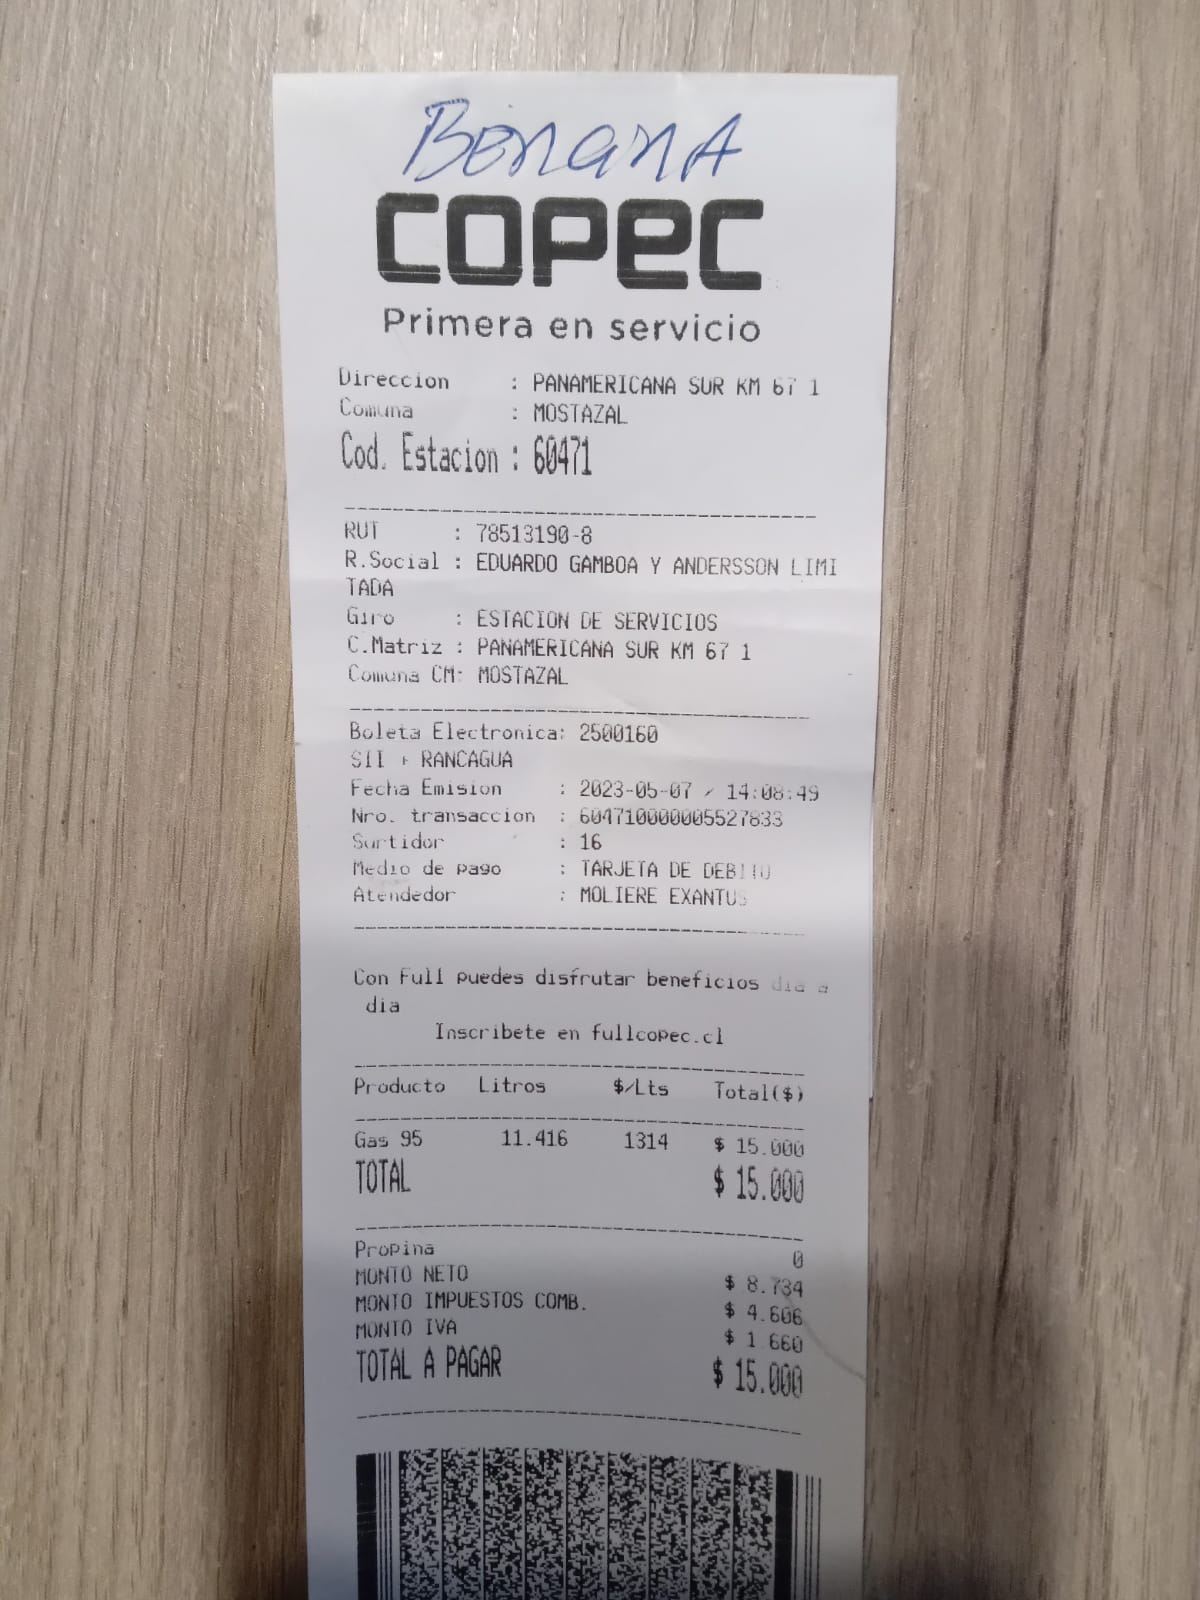 BenanA
COPEC
Primera en servicio
Direccion : PANAMERICANA SUR KM 67 1
Comuna : MOSTAZAL
Cod. Estacion : 60471
RUT : 78513190-8
R.Social : EDUARDO GAMBOA Y ANDERSSON LIMI
TADA
Giro : ESTACION DE SERVICIOS
C.Matriz : PANAMERICANA SUR KM 67 1
Comuna CM: MOSTAZAL
Boleta Electronica: 2500160
SII + RANCAGUA
Fecha Emision : 2023-05-07 / 14:08:49
Nro. transaccion : 604710000005527833
Surtidor : 16
Medio de pago : TARJETA DE DEBITO
Atendedor : MOLIERE EXANTUS
Con Full puedes disfrutar beneficios dia a
dia
Inscribete en fullcopec.cl
Producto Litros $/Lts Total($)
Gas 95 11.416 1314 $ 15.000
TOTAL $ 15.000
Propina 0
MONTO NETO $ 8.734
MONTO IMPUESTOS COMB. $ 4.606
MONTO IVA $ 1.660
TOTAL A PAGAR $ 15.000